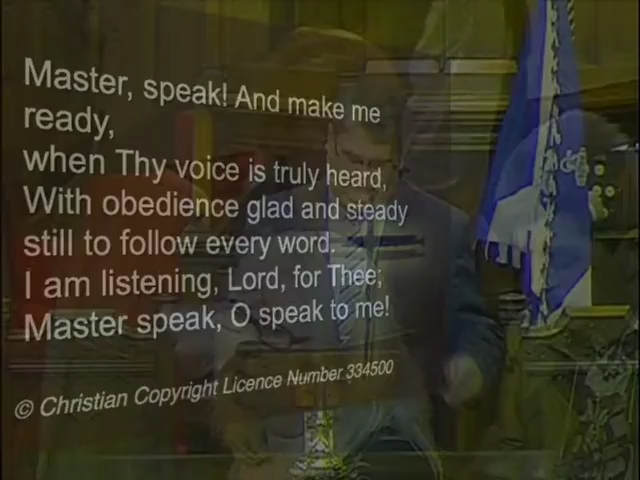 Master, speak! And make me
ready,
when Thy voice is truly heard,
With obedience glad and steady
still to follow every word.
I am listening, Lord, for Thee;
Master speak, O speak to me!
© Christian Copyright Licence Number 334500